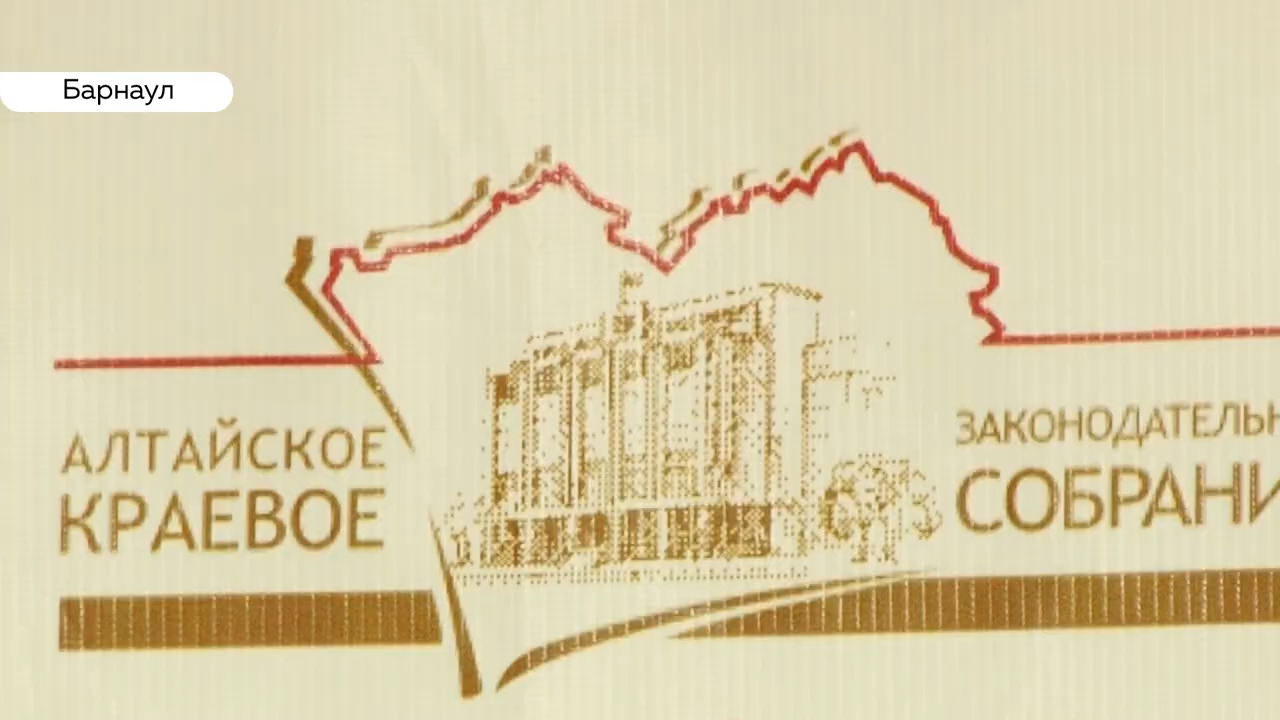 Барнаул
АЛТАЙСКОЕ
КРАЕВОЕ
ЗАКОНОДАТЕЛЬН
СОБРАНИ